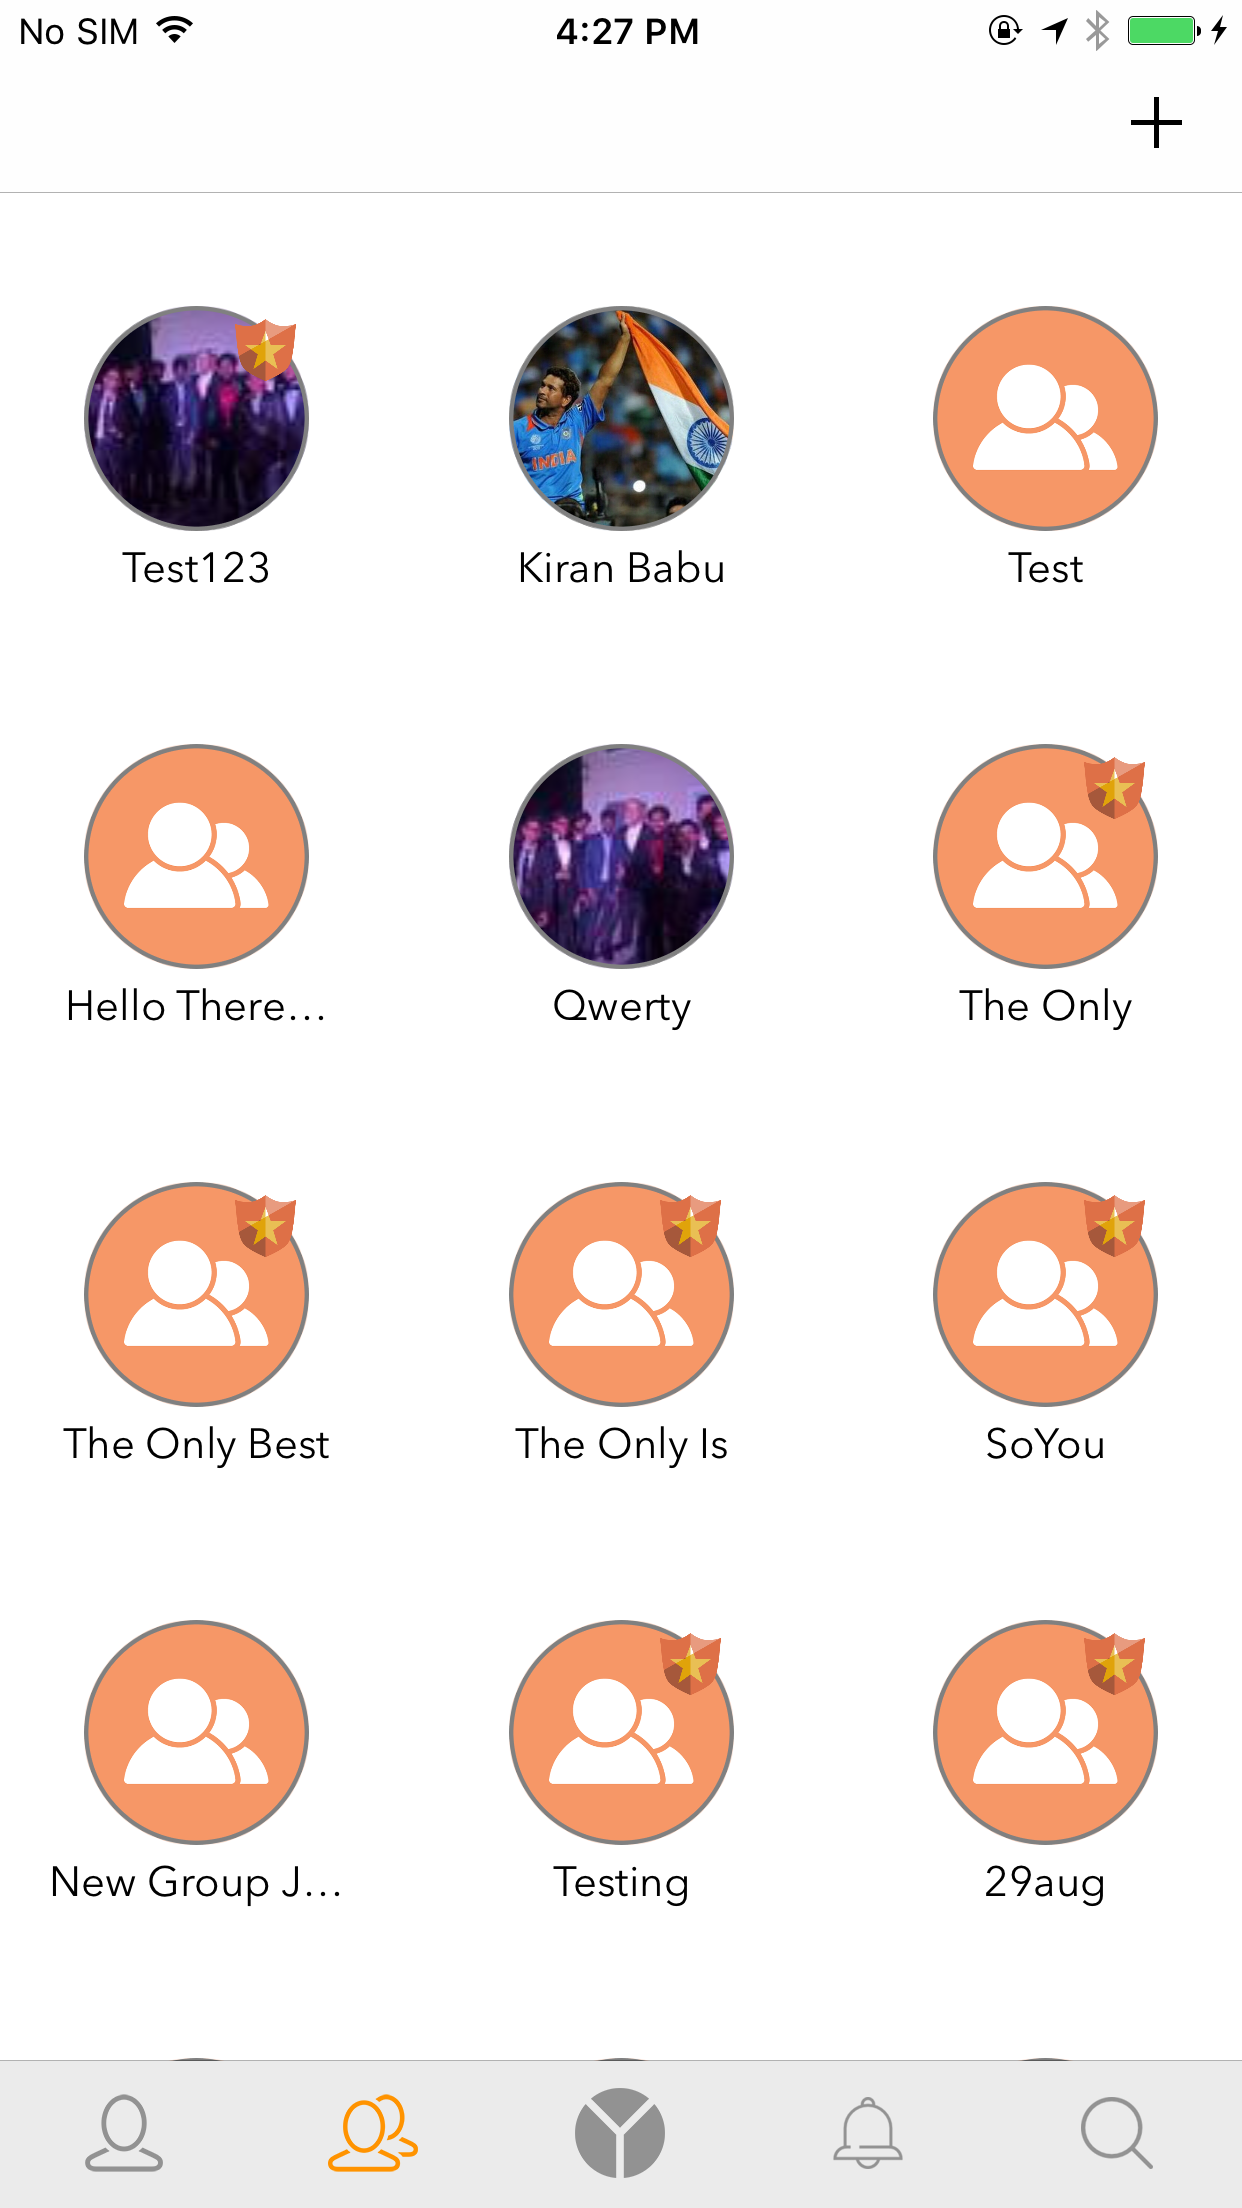 No SIM 4:27 PM
Test123 Kiran Babu Test
INDIA
Hello There... Qwerty The Only
The Only Best The Only Is SoYou
New Group J... Testing 29aug